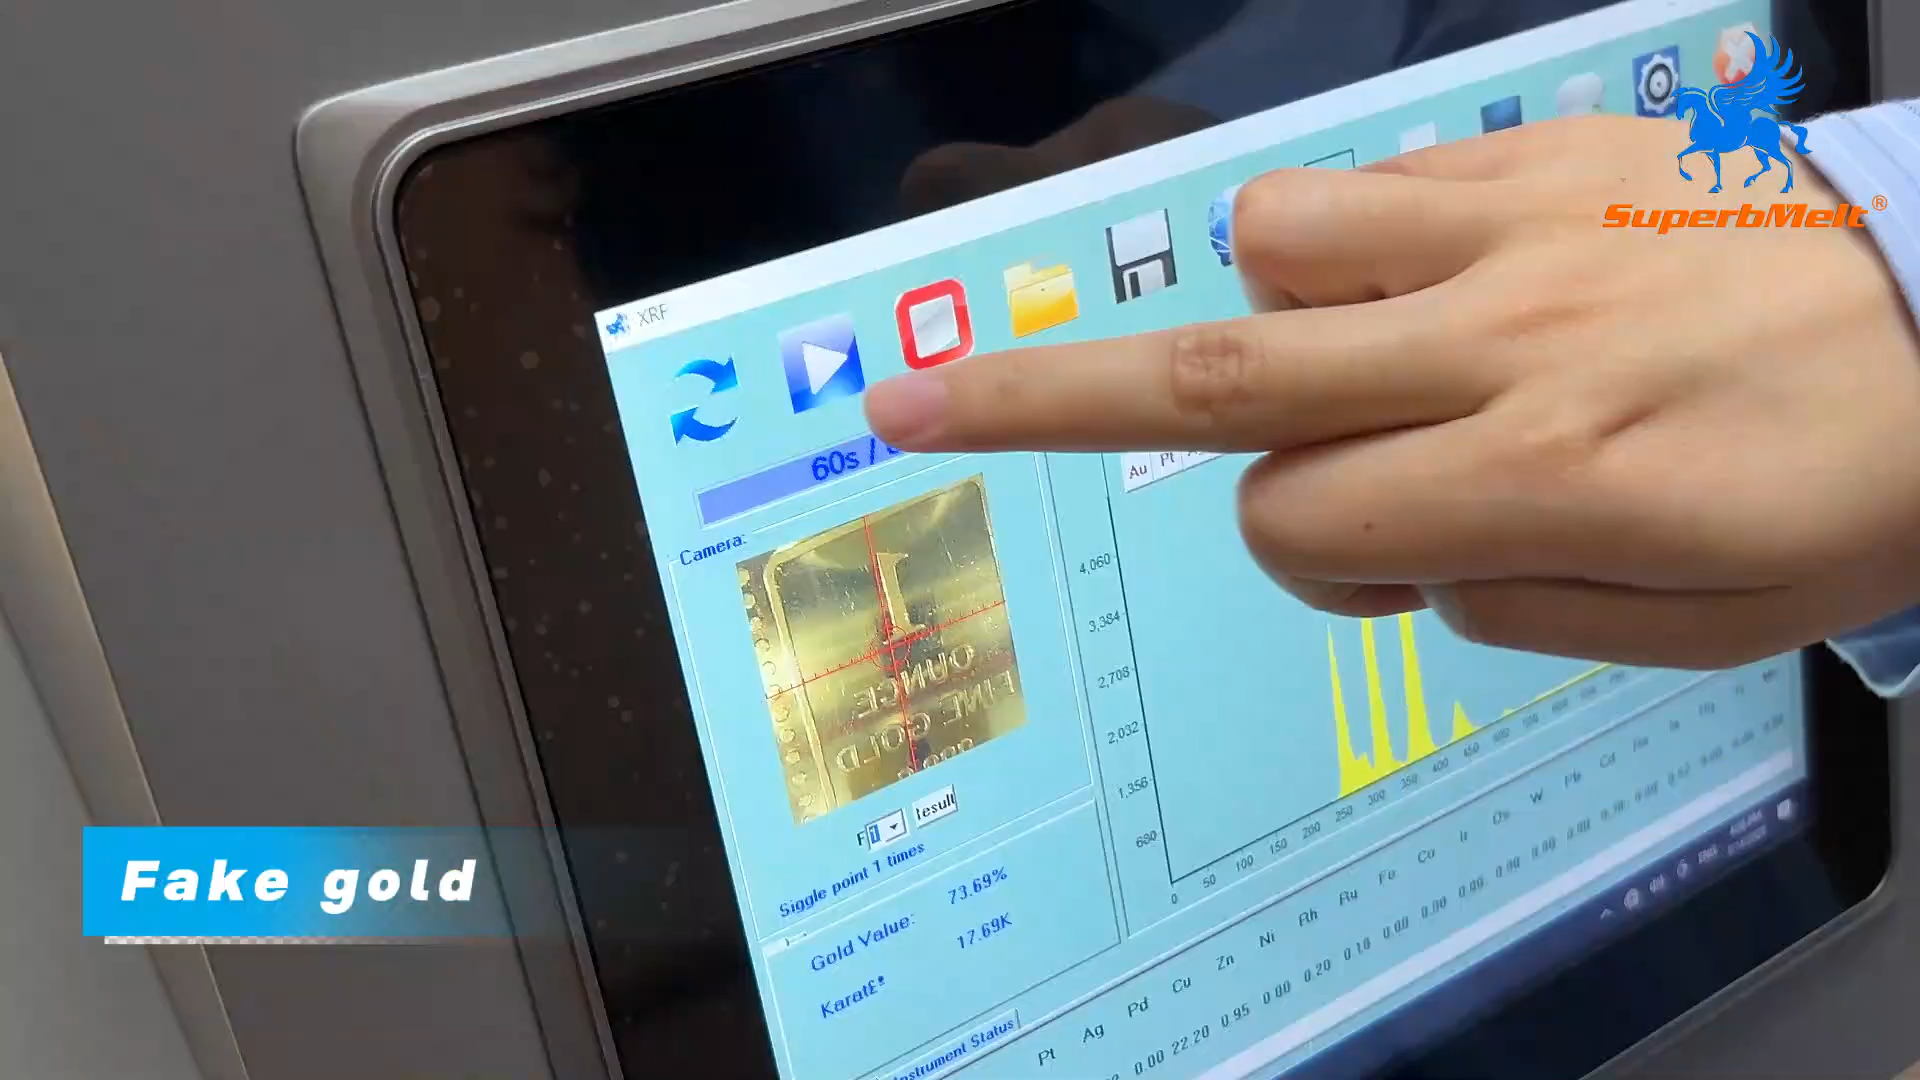 SuperbMelt®
XRF
60s /
Au Pt
Camera:
1
OUNCE
FINE GOLD
4,060
3,384
2,708
2,032
1,356
680
0 50 100 150 200 250 300 350 400 450
Result
Siggle point 1 times
Gold Value: 73.69%
Karat£º 17.69K
Instrument Status
Pt Ag Pd Cu Zn Ni Rh Ru Fe Co Ir Os W Pb Cd
0.00 22.20 0.95 0.00 0.20 0.10 0.00 0.00 0.00 0.00
Fake gold